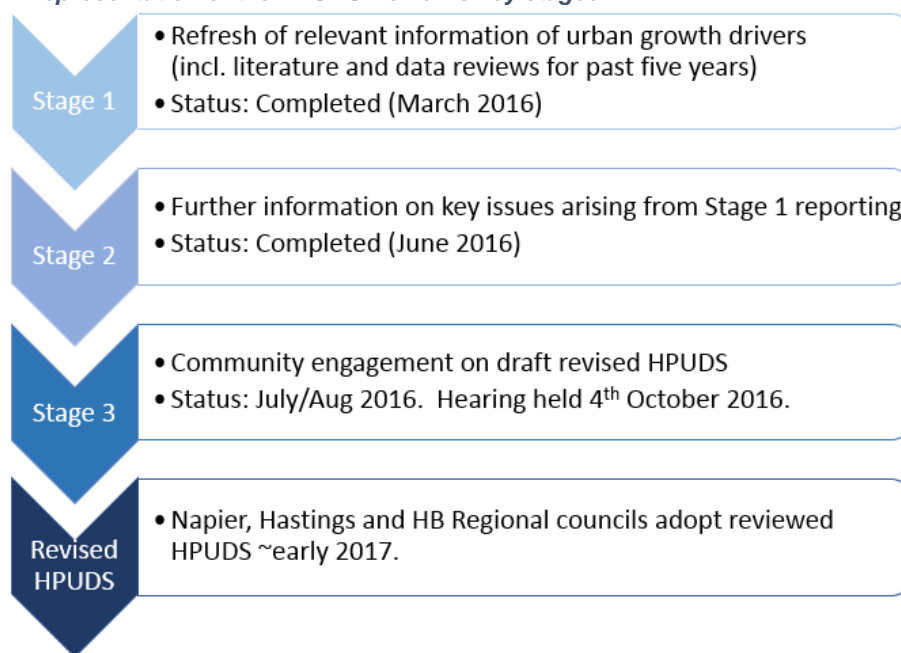 Stage 1
• Refresh of relevant information of urban growth drivers
(incl. literature and data reviews for past five years)
• Status: Completed (March 2016)
Stage 2
• Further information on key issues arising from Stage 1 reporting
• Status: Completed (June 2016)
Stage 3
• Community engagement on draft revised HPUDS
• Status: July/Aug 2016. Hearing held 4th October 2016.
Revised
HPUDS
• Napier, Hastings and HB Regional councils adopt reviewed
HPUDS ~early 2017.